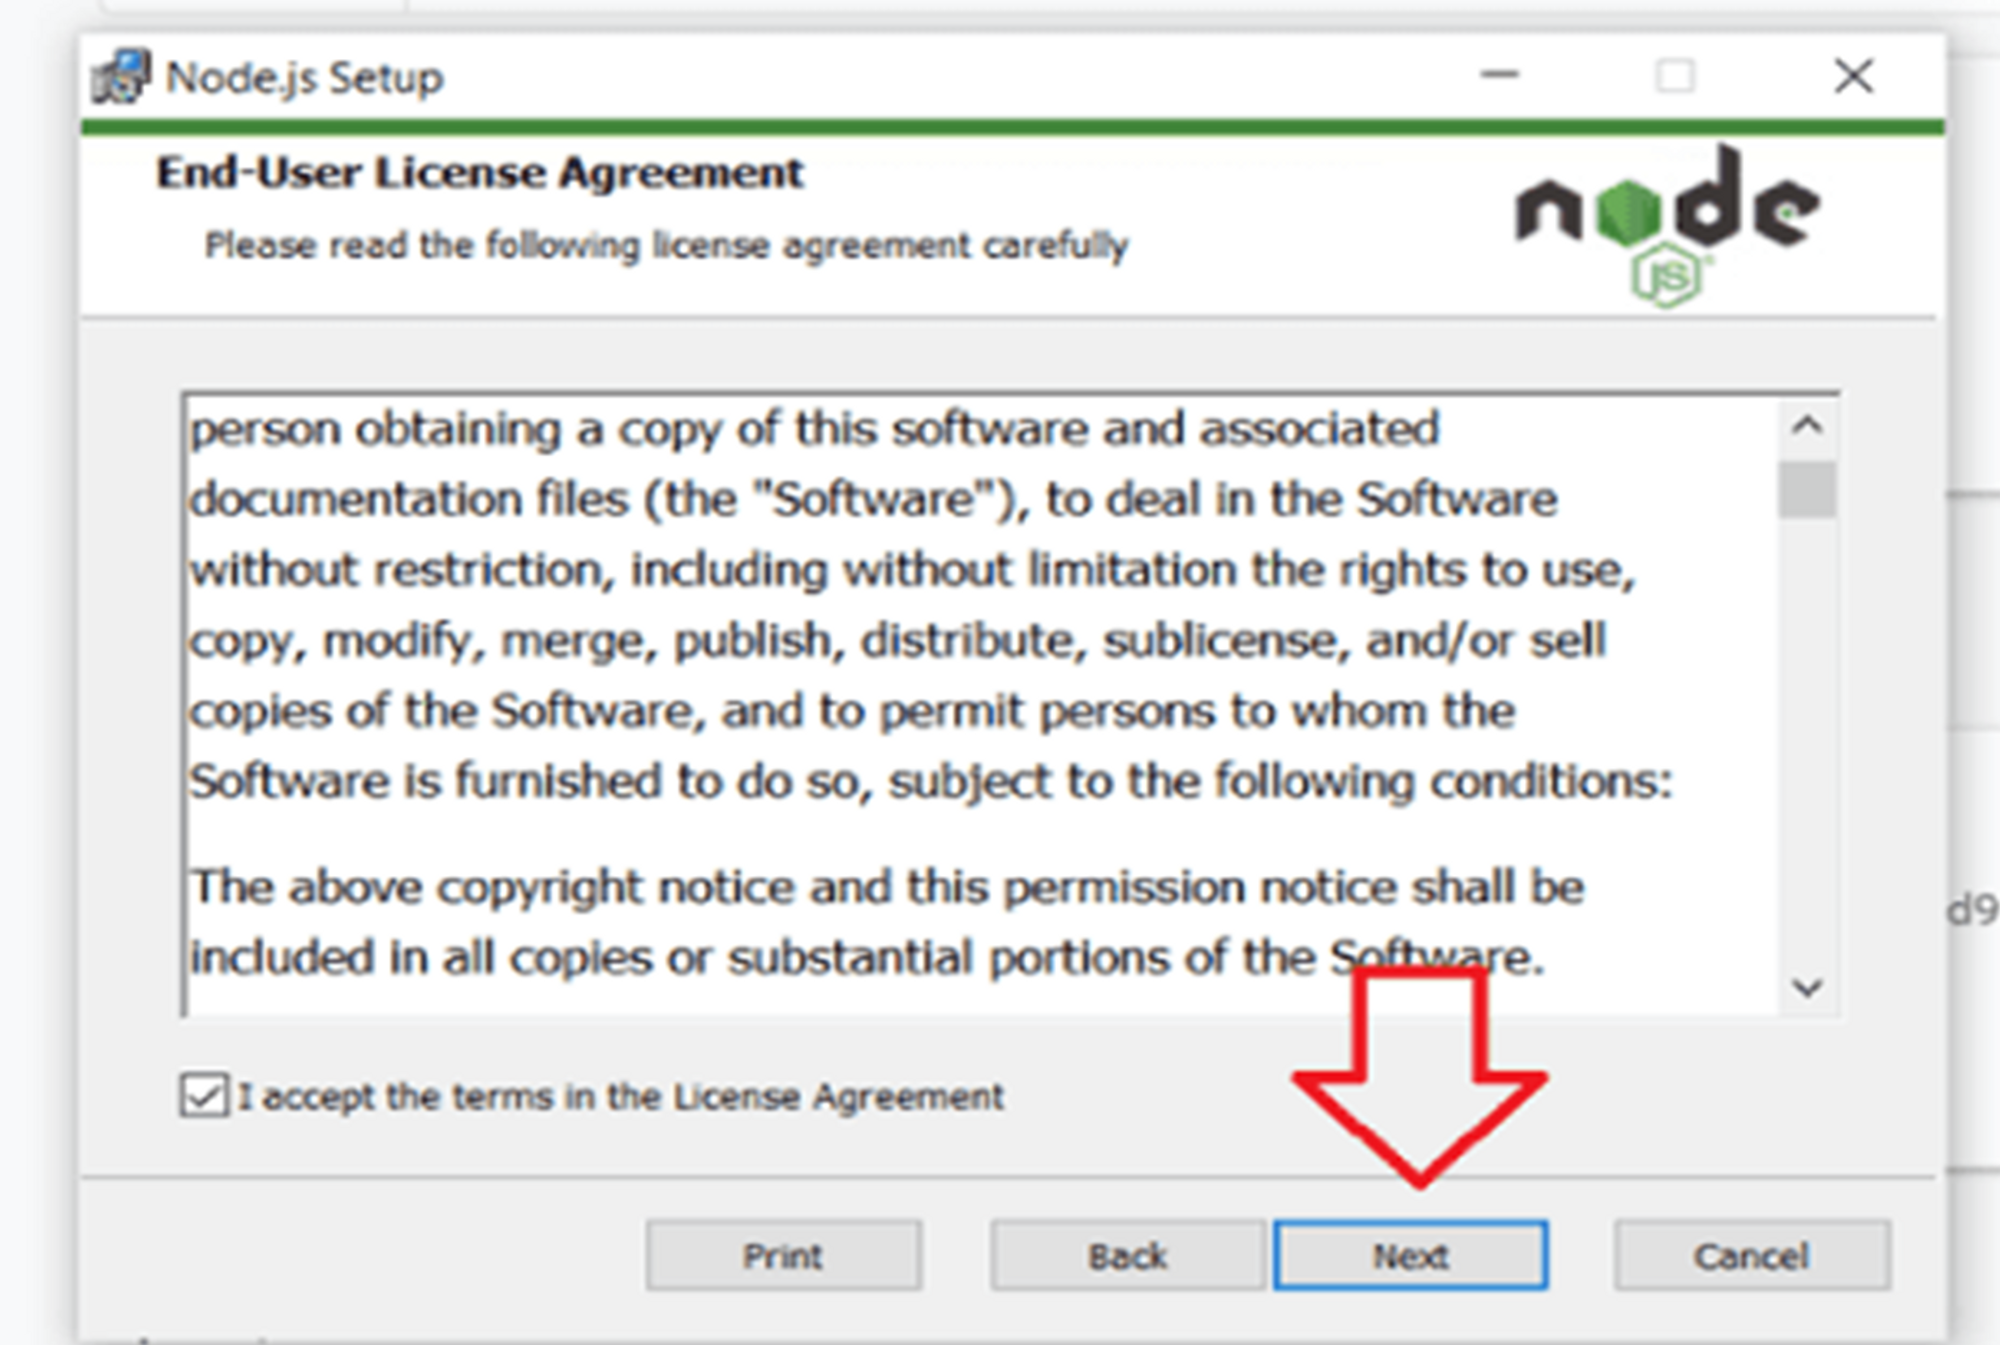 Node.js Setup
End-User License Agreement
Please read the following license agreement carefully
node
JS
person obtaining a copy of this software and associated
documentation files (the "Software"), to deal in the Software
without restriction, including without limitation the rights to use,
copy, modify, merge, publish, distribute, sublicense, and/or sell
copies of the Software, and to permit persons to whom the
Software is furnished to do so, subject to the following conditions:
The above copyright notice and this permission notice shall be
included in all copies or substantial portions of the Software.
d9
I accept the terms in the License Agreement
Print
Back
Next
Cancel